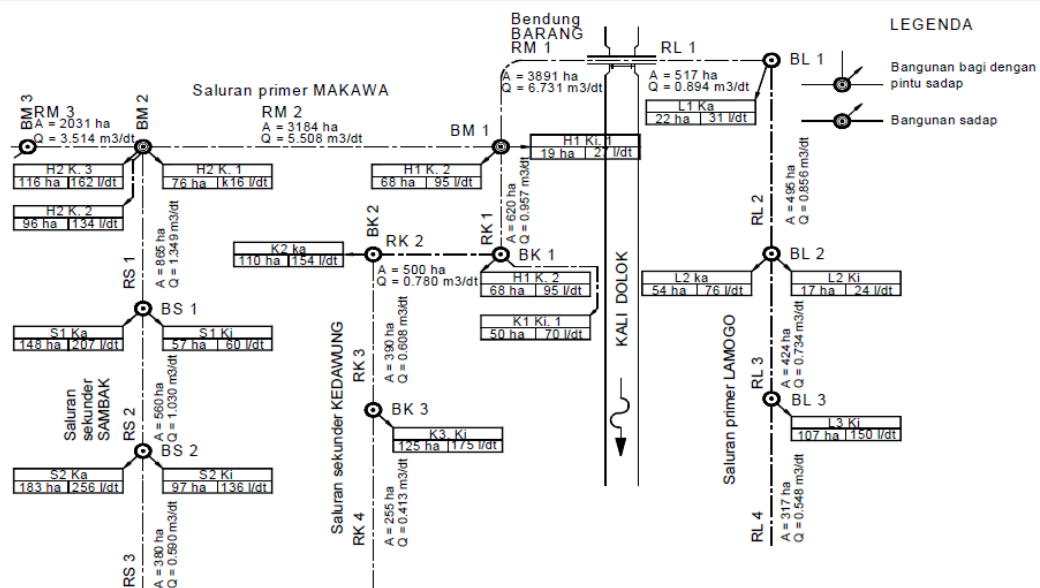 Bendung
BARANG
RM 1
RL 1
BL 1
LEGENDA
Bangunan bagi dengan
pintu sadap
Bangunan sadap
A = 3891 ha
Q = 6.731 m3/dt
A = 517 ha
Q = 0.894 m3/dt
L1 Ka
22 ha 31 l/dt
Saluran primer MAKAWA
BM 3
RM 3
A = 2031 ha
Q = 3.514 m3/dt
BM 2
RM 2
A = 3184 ha
Q = 5.508 m3/dt
BM 1
H1 Ki. 1
19 ha 27 l/dt
H2 K. 3
116 ha 162 l/dt
H2 K. 1
76 ha k16 l/dt
H1 K. 2
68 ha 95 l/dt
H2 K. 2
96 ha 134 l/dt
RS 1
A = 865 ha
Q = 1.349 m3/dt
BK 2
RK 2
A = 500 ha
Q = 0.780 m3/dt
K2 ka
110 ha 154 l/dt
RK 1
A = 620 ha
Q = 0.957 m3/dt
BK 1
H1 K. 2
68 ha 95 l/dt
K1 Ki. 1
50 ha 70 l/dt
KALI DOLOK
RL 2
A = 495 ha
Q = 0.856 m3/dt
BL 2
L2 ka
54 ha 76 l/dt
L2 Ki
17 ha 24 l/dt
BS 1
S1 Ka
148 ha 207 l/dt
S1 Ki
57 ha 60 l/dt
Saluran
sekunder
SAMBAK
RS 2
A = 560 ha
Q = 1.030 m3/dt
Saluran sekunder KEDAWUNG
RK 3
A = 390 ha
Q = 0.608 m3/dt
BK 3
K3. Ki
125 ha 175 l/dt
Saluran primer LAMOGO
RL 3
A = 424 ha
Q = 0.734 m3/dt
BL 3
L3 Ki
107 ha 150 l/dt
BS 2
S2 Ka
183 ha 256 l/dt
S2 Ki
97 ha 136 l/dt
RS 3
A = 380 ha
Q = 0.590 m3/dt
RK 4
A = 255 ha
Q = 0.413 m3/dt
RL 4
A = 317 ha
Q = 0.548 m3/dt